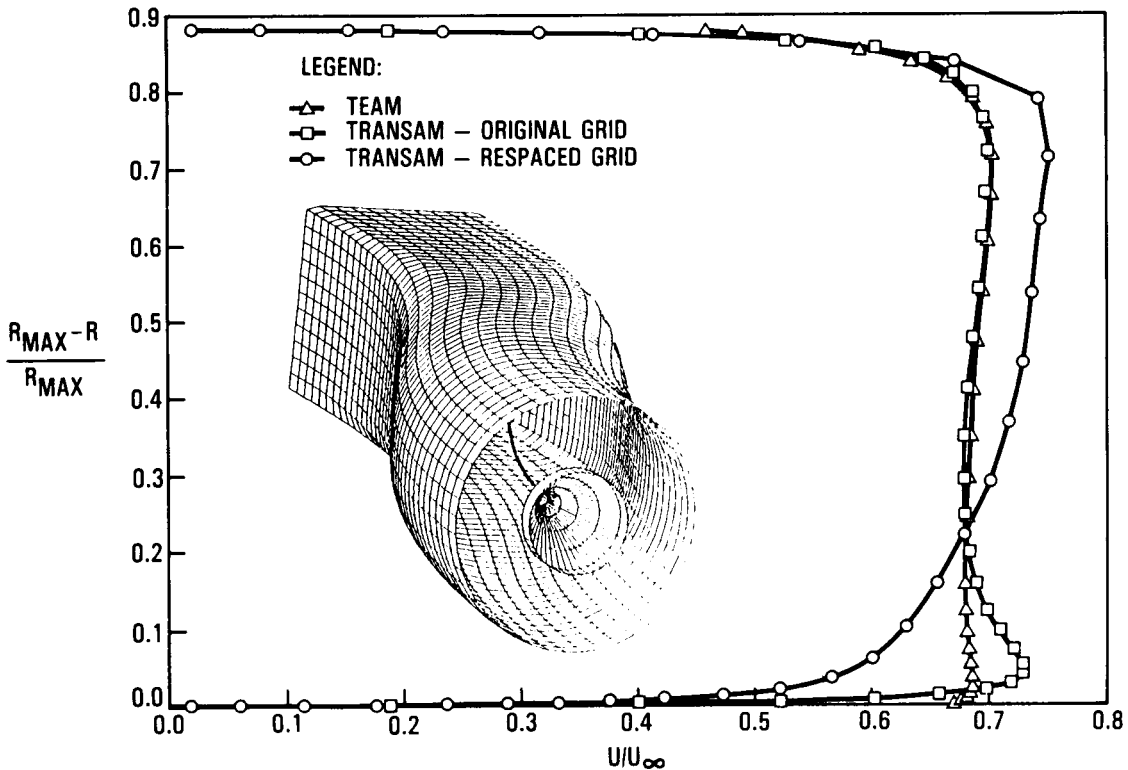 0.9
LEGEND:
TEAM
TRANSAM – ORIGINAL GRID
TRANSAM – RESPACED GRID
0.8
0.7
0.6
0.5
0.4
0.3
0.2
0.1
0.0
R_MAX – R
R_MAX
0.0 0.1 0.2 0.3 0.4 0.5 0.6 0.7 0.8
U/U∞